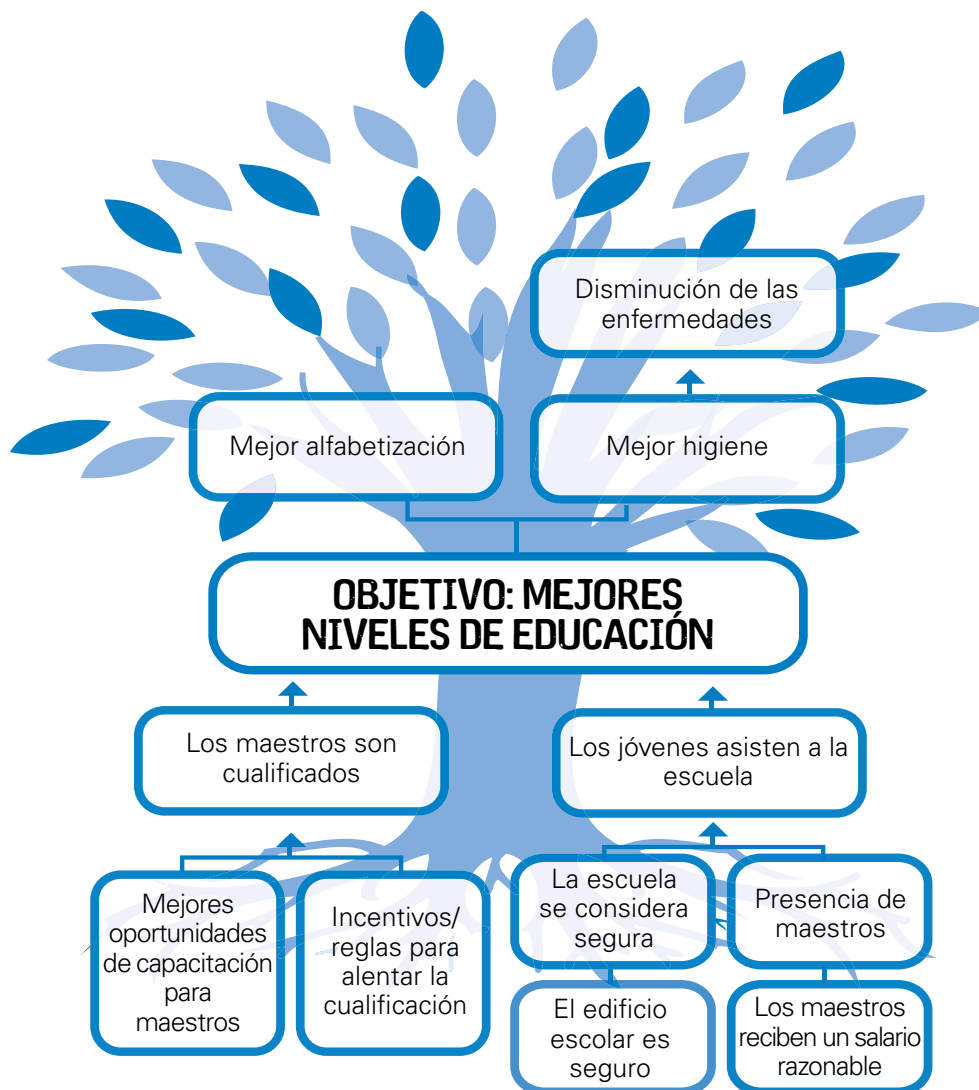 Disminución de las
enfermedades
Mejor alfabetización
Mejor higiene
OBJETIVO: MEJORES
NIVELES DE EDUCACIÓN
Los maestros son
cualificados
Los jóvenes asisten a la
escuela
Mejores
oportunidades
de capacitación
para
maestros
Incentivos/
reglas para
alentar la
cualificación
La escuela
se considera
segura
Presencia de
maestros
El edificio
escolar es
seguro
Los maestros
reciben un salario
razonable